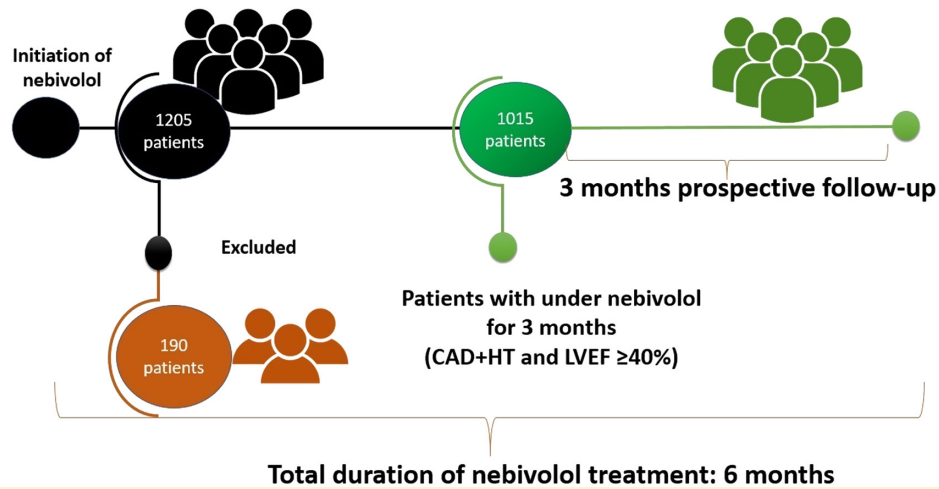 Initiation of
nebivolol
1205
patients
1015
patients
3 months prospective follow-up
Excluded
Patients with under nebivolol
for 3 months
(CAD+HT and LVEF ≥40%)
190
patients
Total duration of nebivolol treatment: 6 months